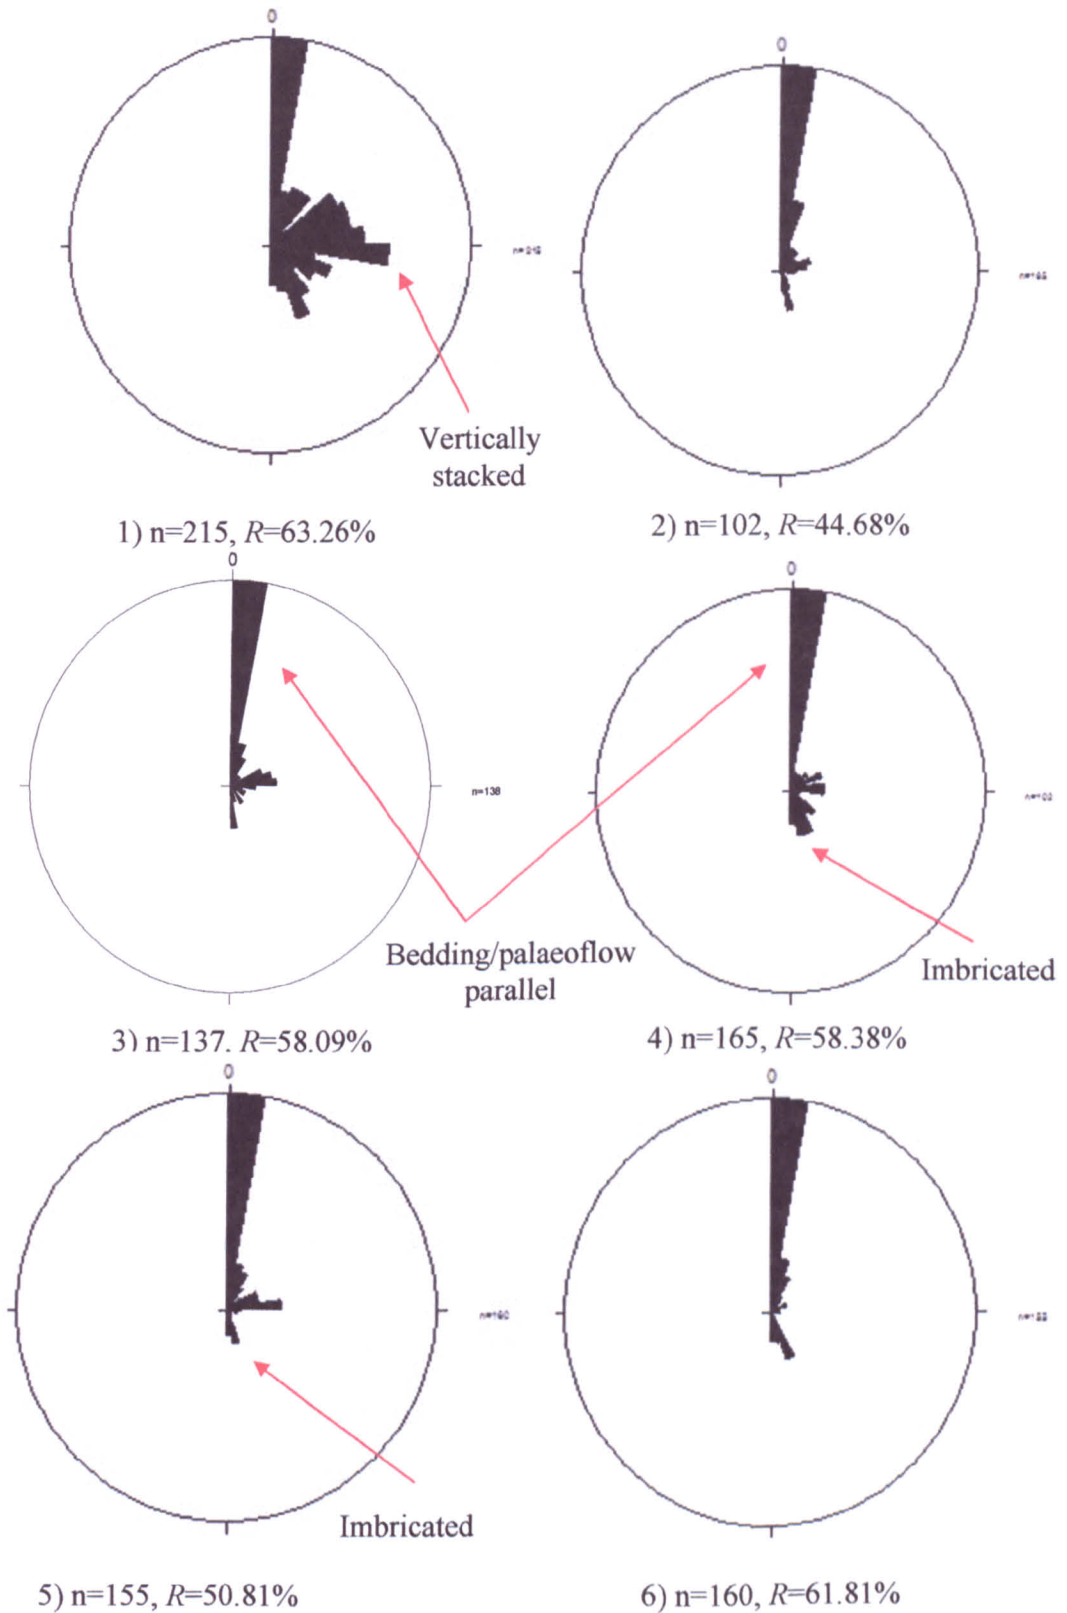 0
0
Vertically
stacked
1) n=215, R=63.26%
2) n=102, R=44.68%
0
0
n=138
Bedding/palaeoflow
parallel
Imbricated
3) n=137. R=58.09%
4) n=165, R=58.38%
0
0
Imbricated
5) n=155, R=50.81%
6) n=160, R=61.81%